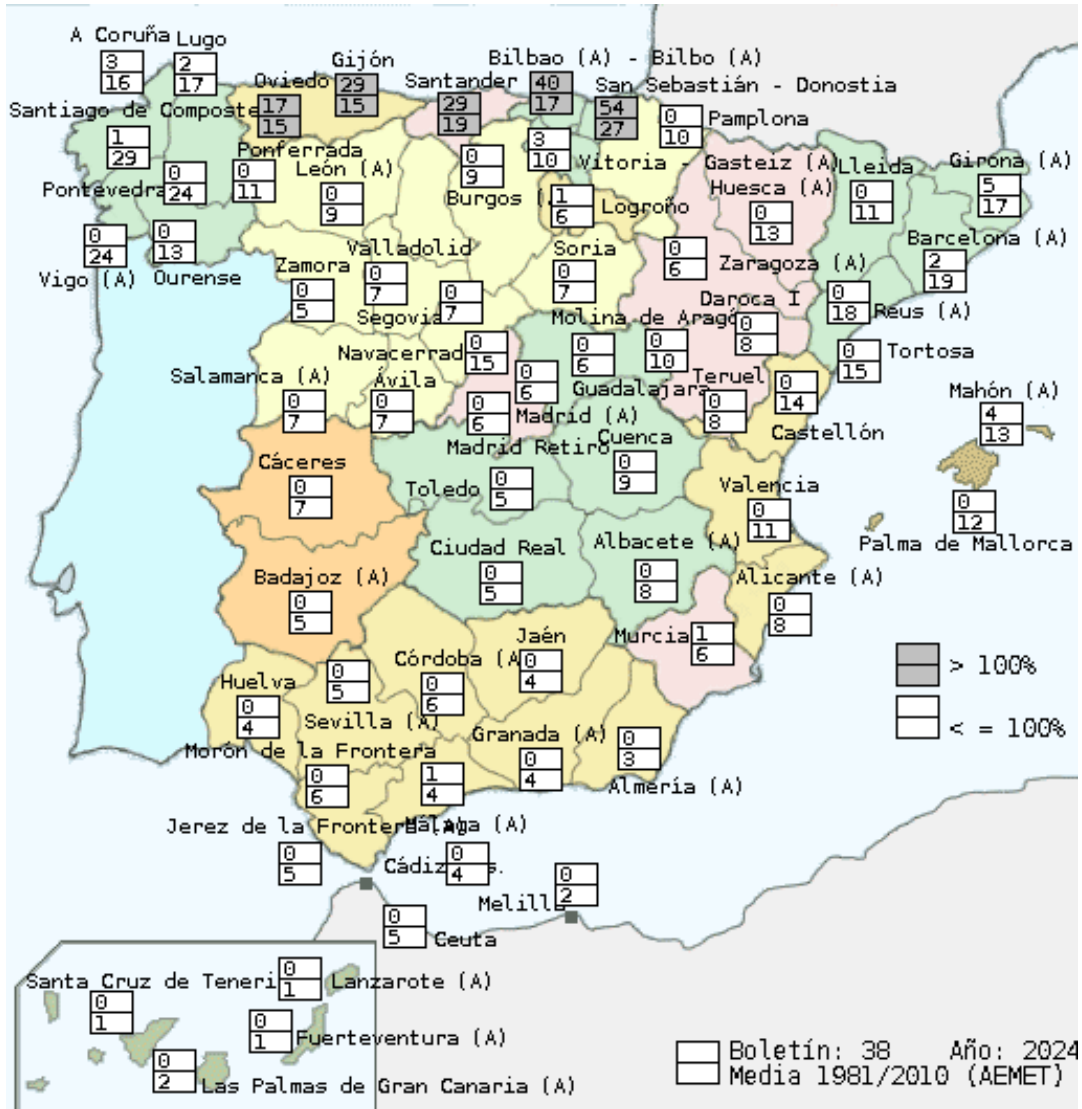 A Coruña
Lugo
3
16
2
17
Gijón
29
15
Oviedo
17
15
Santander
29
19
Bilbao (A) - Bilbo (A)
40
17
San Sebastián - Donostia
54
27
0
10
Pamplona
Santiago de Composte
1
29
Ponferrada
0
11
León (A)
0
9
0
9
Burgos (
3
10
Vitoria - Gasteiz (A)
Huesca (A)
0
13
Lleida
0
11
Girona (A)
5
17
Pontevedra
0
24
1
6
Logroño
0
24
Vigo (A)
0
13
Ourense
Valladolid
0
7
Zamora
0
5
Segovia
0
7
Soria
0
7
0
6
Zaragoza (A)
Barcelona (A)
2
19
Daroca I
0
8
0
18
Reus (A)
Molina de Aragó
0
10
Navacerrad
0
15
0
6
Guadalajara
0
6
0
15
Tortosa
Salamanca (A)
0
7
Ávila
0
7
0
6
Madrid (A)
Madrid Retiro
Teruel
0
8
0
14
Castellón
Mahón (A)
4
13
Cáceres
0
7
Toledo
0
5
Cuenca
0
9
Valencia
0
11
0
12
Palma de Mallorca
Badajoz (A)
0
5
Ciudad Real
0
5
Albacete (A)
0
8
Alicante (A)
0
8
Murcia
1
6
Huelva
0
4
0
5
Sevilla (A)
Córdoba (A
0
6
Jaén
0
4
> 100%
< = 100%
Morón de la Frontera
0
6
1
4
Granada (A)
0
4
0
3
Almería (A)
Jerez de la Frontera (A)
Málaga (A)
0
5
Cádiz
s.
0
4
Melilla
0
2
0
5
Ceuta
Santa Cruz de Teneri
0
1
0
1
Lanzarote (A)
0
1
Fuerteventura (A)
0
2
Las Palmas de Gran Canaria (A)
Boletín: 38 Año: 2024
Media 1981/2010 (AEMET)